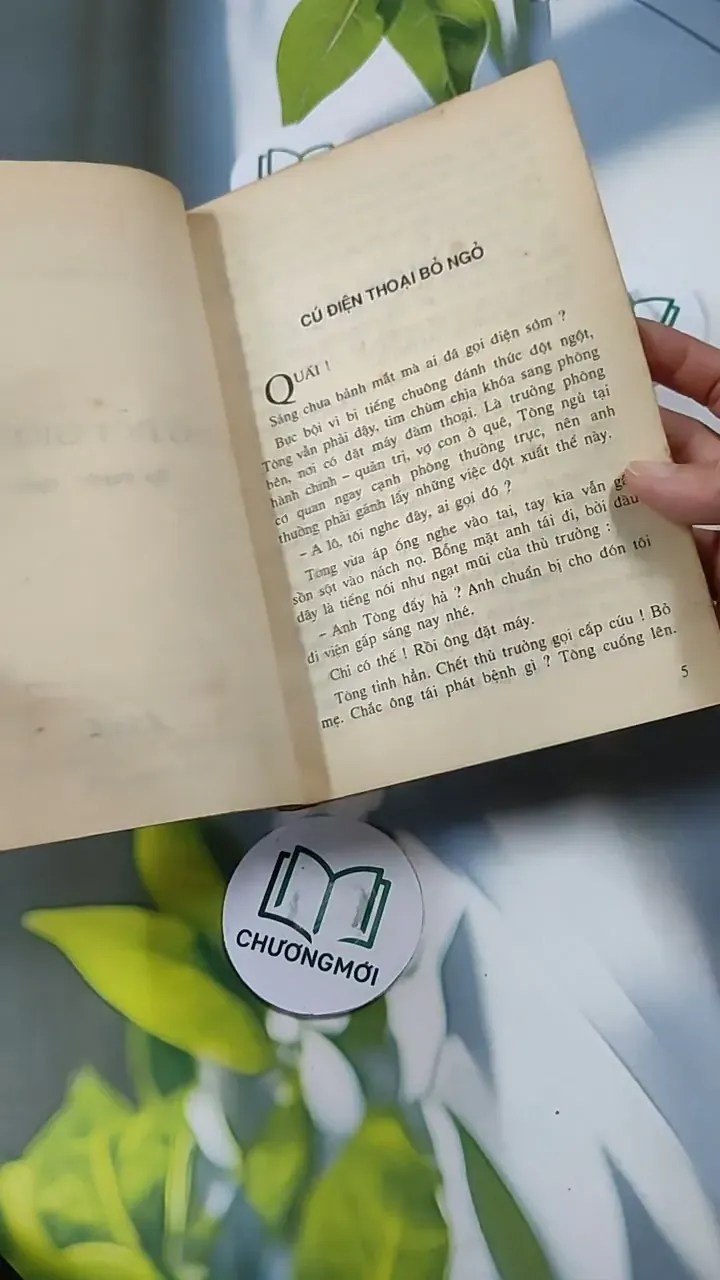 CÚ ĐIỆN THOẠI BỎ NGỎ
QUÁI !
Sáng chưa bảnh mắt mà ai đã gọi điện sớm ?
Bực bội vì bị tiếng chuông đánh thức đột ngột,
Tòng vẫn phải dậy, tìm chùm chìa khóa sang phòng
bên, nơi có đặt máy đàm thoại. Là trưởng phòng
hành chính – quản trị, vợ con ở quê, Tòng ngủ tại
cơ quan ngay cạnh phòng thường trực, nên anh
thường phải gánh lấy những việc đột xuất thế này.
– A lô, tôi nghe đây, ai gọi đó ?
Tòng vừa áp ống nghe vào tai, tay kia vẫn
sồn sột vào nách nọ. Bỗng mặt anh tái đi, bởi đầu
dây là tiếng nói như ngạt mũi của thủ trưởng :
– Anh Tòng đấy hả ? Anh chuẩn bị cho đón tôi
đi viện gấp sáng nay nhé.
Chỉ có thế ! Rồi ông đặt máy.
Tòng tỉnh hẳn. Chết thủ trưởng gọi cấp cứu ! Bỏ
mẹ. Chắc ông tái phát bệnh gì ? Tòng cuống lên.
5
CHƯƠNGMỚI